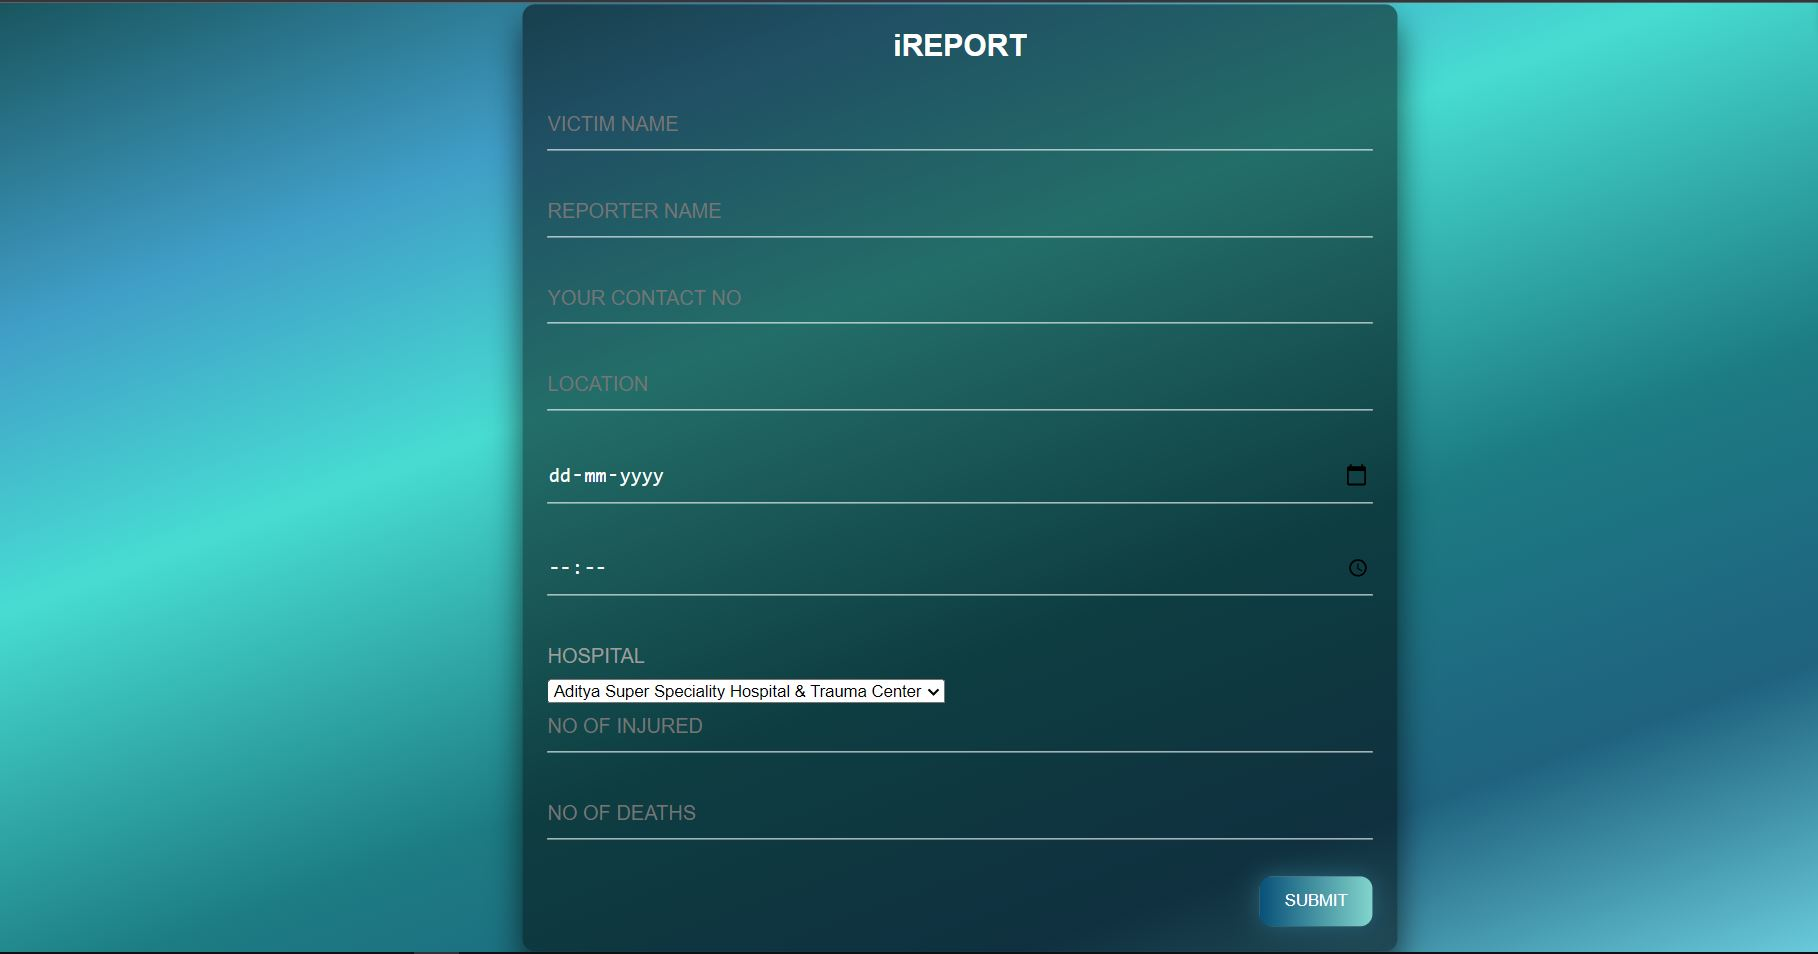 iREPORT
VICTIM NAME
REPORTER NAME
YOUR CONTACT NO
LOCATION
dd-mm-yyyy
--:--
HOSPITAL
Aditya Super Speciality Hospital & Trauma Center
NO OF INJURED
NO OF DEATHS
SUBMIT